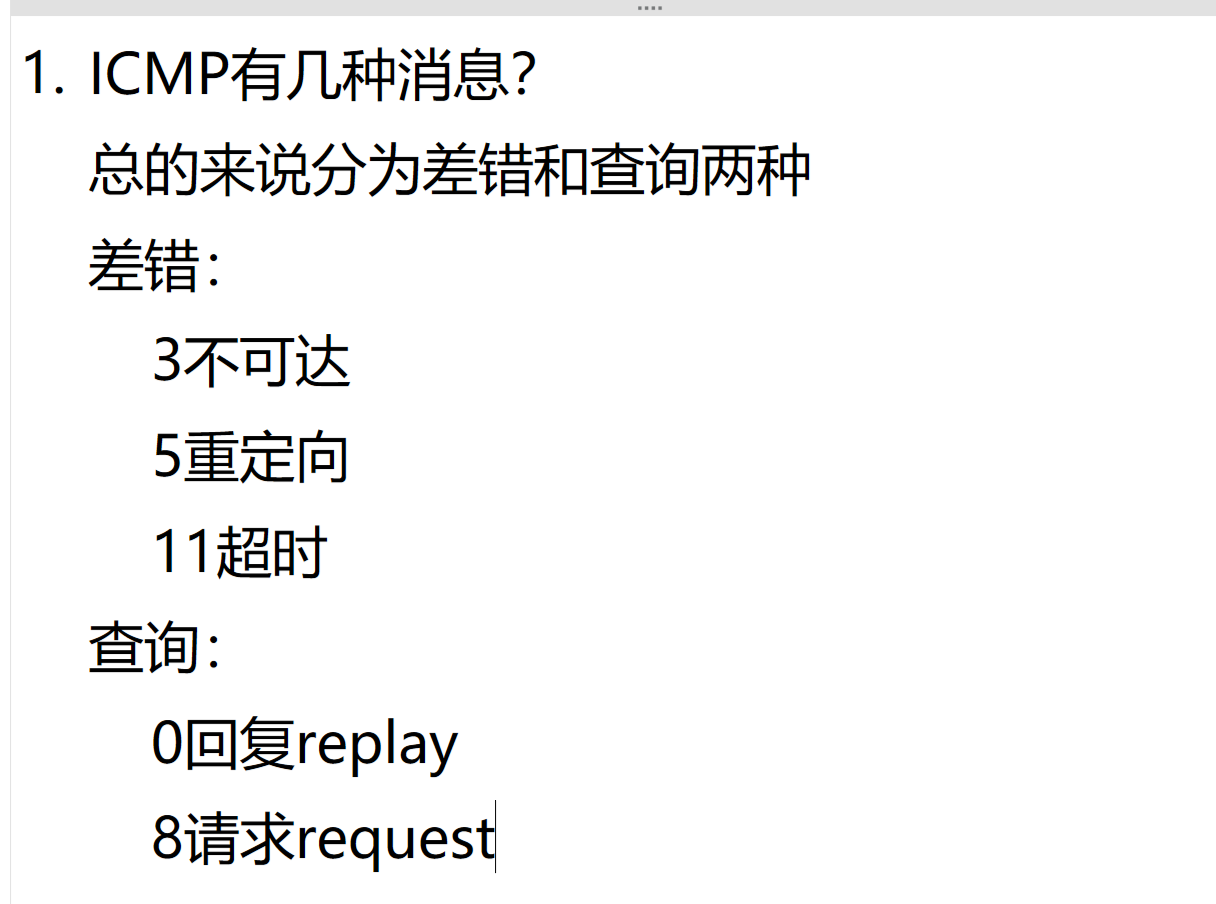 1. ICMP有几种消息?
总的来说分为差错和查询两种
差错：
3不可达
5重定向
11超时
查询：
0回复replay
8请求request